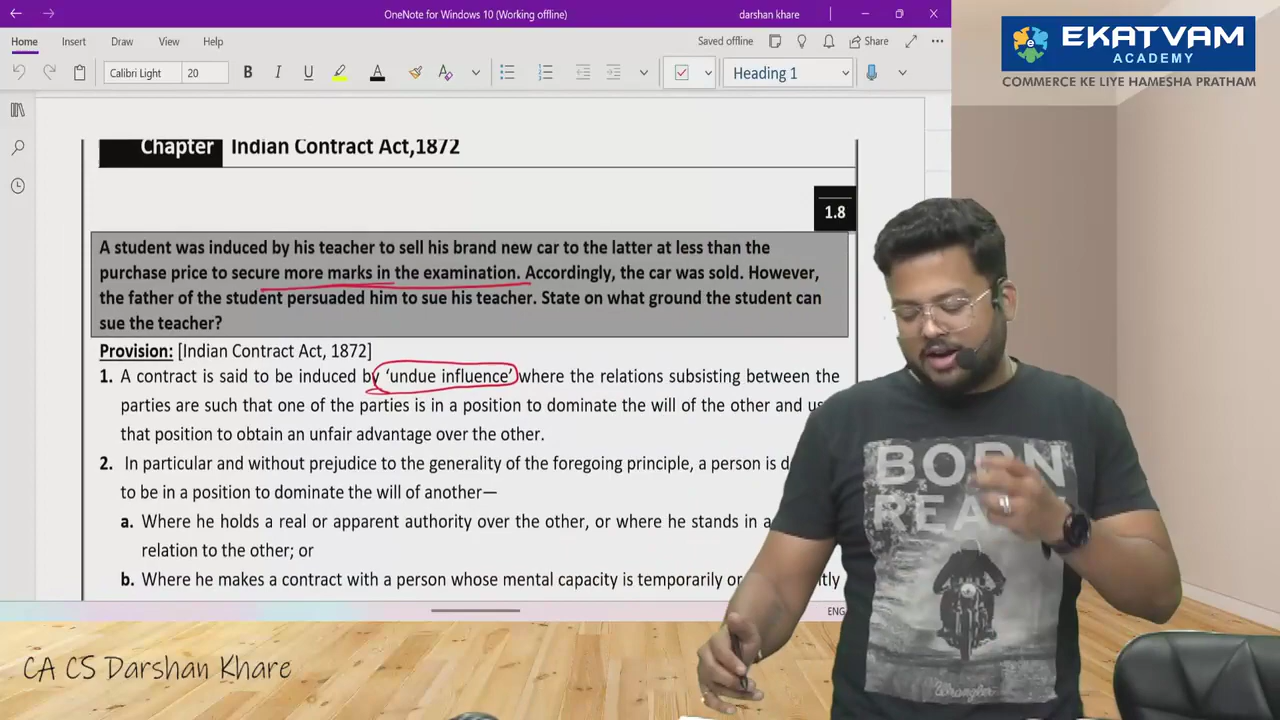 OneNote for Windows 10 (Working offline)
darshan khare
Home Insert Draw View Help
Saved offline
Share
Calibri Light 20 B I U A
Heading 1
EKATVAM
ACADEMY
COMMERCE KE LIYE HAMESHA PRATHAM
Chapter Indian Contract Act,1872
1.8
A student was induced by his teacher to sell his brand new car to the latter at less than the
purchase price to secure more marks in the examination. Accordingly, the car was sold. However,
the father of the student persuaded him to sue his teacher. State on what ground the student can
sue the teacher?
Provision: [Indian Contract Act, 1872]
1. A contract is said to be induced by ‘undue influence’ where the relations subsisting between the
parties are such that one of the parties is in a position to dominate the will of the other and
that position to obtain an unfair advantage over the other.
2. In particular and without prejudice to the generality of the foregoing principle, a person is
to be in a position to dominate the will of another—
a. Where he holds a real or apparent authority over the other, or where he stands in a
relation to the other; or
b. Where he makes a contract with a person whose mental capacity is temporarily or
ENG
BORN
REA
Wrangler
CA CS Darshan Khare